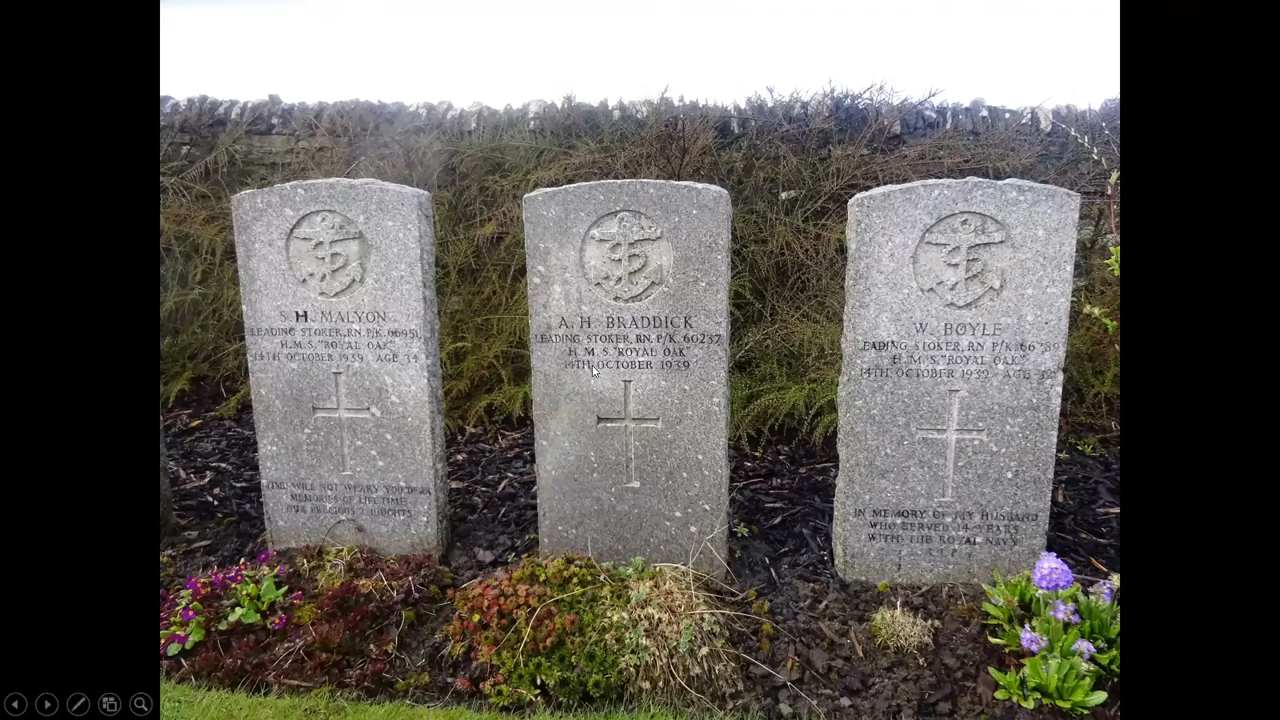 S. H. MALYON
LEADING STOKER, RN. P/K. 66951
H.M.S. "ROYAL OAK"
14TH OCTOBER 1939 AGE 34
TIME WILL NOT WEARY YOU DEAR
MEMORIES OF LIFETIME
OUR PRECIOUS THOUGHTS
A. H. BRADDICK
LEADING STOKER, RN. P/K. 60237
H. M. S. "ROYAL OAK"
14TH OCTOBER 1939
W. BOYLE
LEADING STOKER, RN P/K.
H. M. S. "ROYAL OAK"
14TH. OCTOBER 1939 AGE
IN MEMORY OF MY HUSBAND
WHO SERVED 14 YEARS
WITH THE ROYAL NAVY
R.I.P.